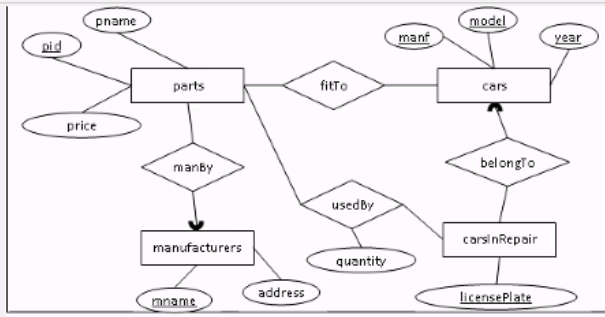 pname
model
pid
manf
year
parts
fitTo
cars
price
manBy
belongTo
usedBy
manufacturers
carsInRepair
quantity
mname
address
licensePlate